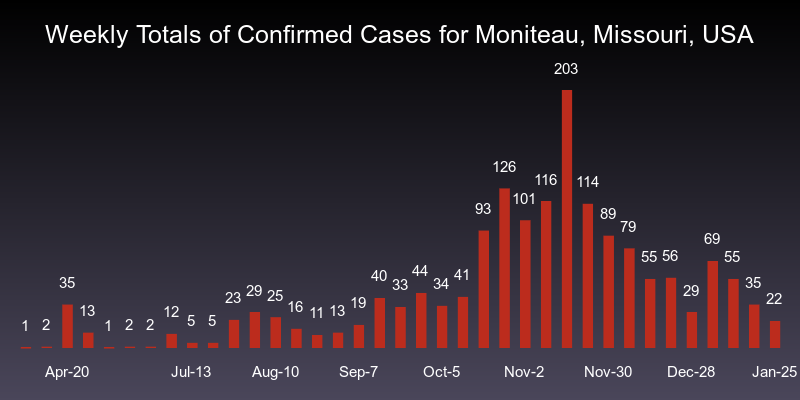 Weekly Totals of Confirmed Cases for Moniteau, Missouri, USA
203
126
116
114
101
93
89
79
69
55 56
55
40 44 41
35
33 34 35
29 25 29
23 22
19
16
13 12 11 13
5 5
1 2 1 2 2
Apr-20 Jul-13 Aug-10 Sep-7 Oct-5 Nov-2 Nov-30 Dec-28 Jan-25